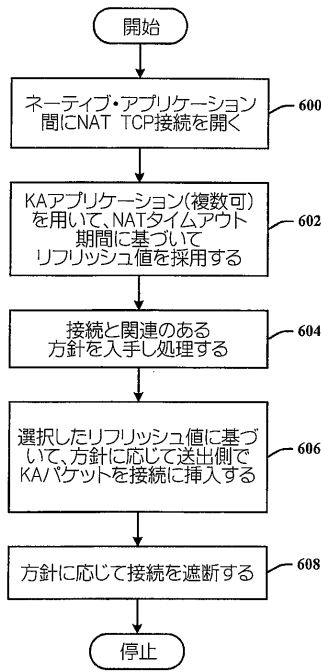 開始
ネーティブ・アプリケーション
間にNAT TCP接続を開く
600
KAアプリケーション(複数可)
を用いて、NATタイムアウト
期間に基づいて
リフリッシュ値を採用する
602
接続と関連のある
方針を入手し処理する
604
選択したリフリッシュ値に基づ
いて、方針に応じて送出側で
KAパケットを接続に挿入する
606
方針に応じて接続を遮断する
608
停止